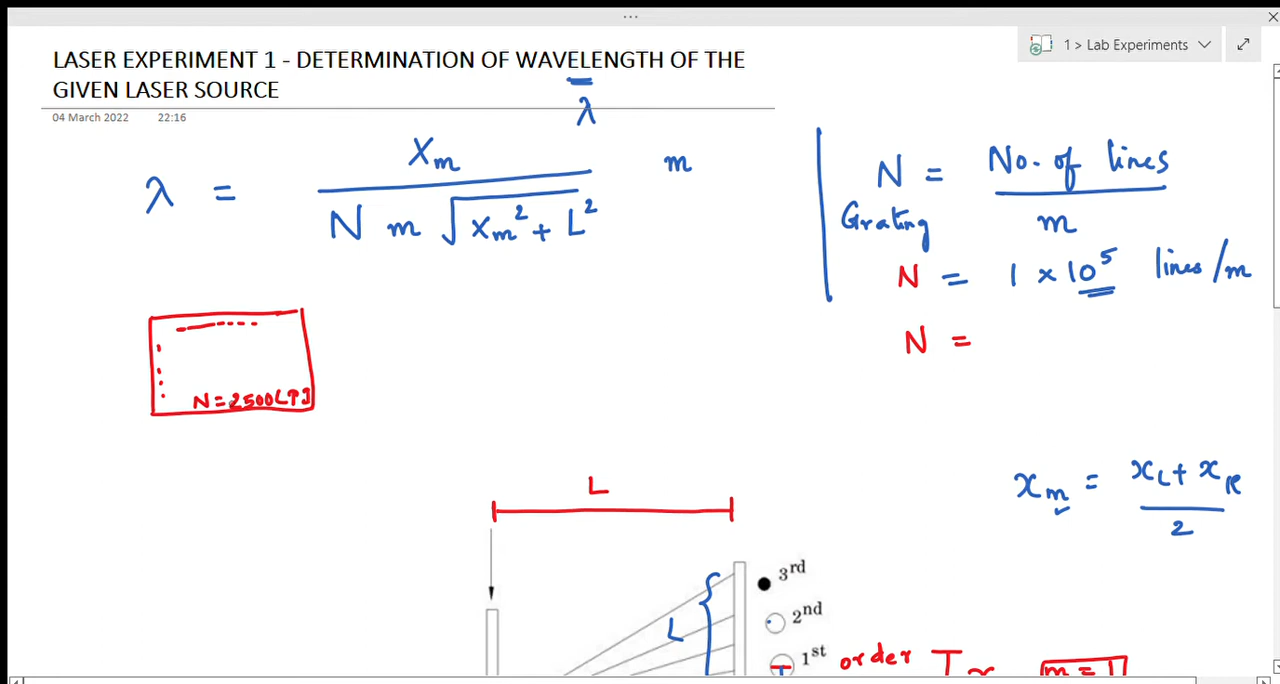 1 > Lab Experiments
LASER EXPERIMENT 1 - DETERMINATION OF WAVELENGTH OF THE
GIVEN LASER SOURCE
04 March 2022 22:16
λ
λ = Xm / (N m √(xm² + L²)) m
N = No. of lines / m
Grating
N = 1 × 10⁵ lines/m
N =
N = 2500 LPI
L
xm = (xL + xR) / 2
3rd
2nd
L
1st order
m = 1